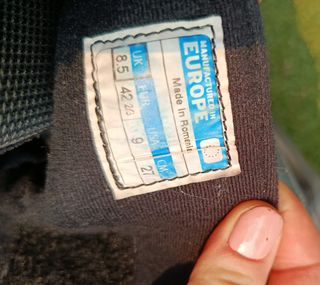 MANUFACTURED IN
EUROPE
Made in Romania
UK EUR USA CM
8.5 42 2/3 9 27